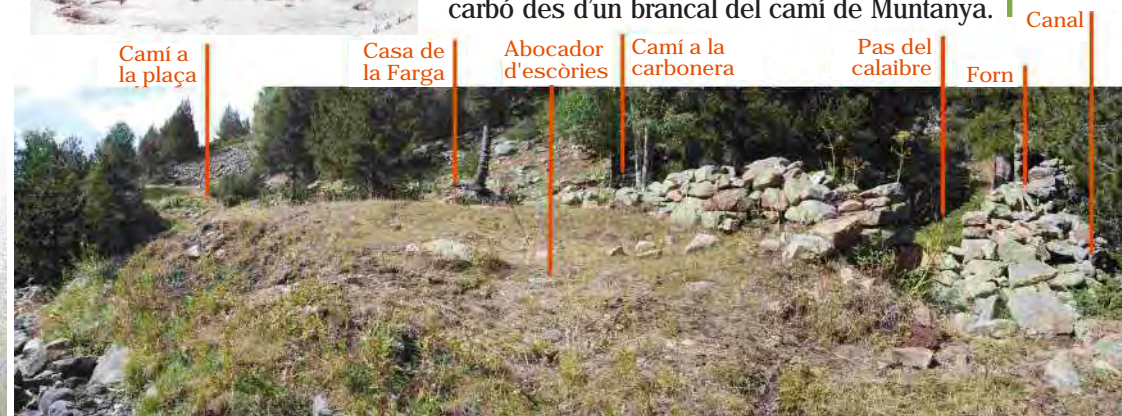 carbó des d'un brancal del camí de Muntanya.
Canal
Camí a
la plaça
Casa de
la Farga
Abocador
d'escòries
Camí a la
carbonera
Pas del
calaibre
Forn